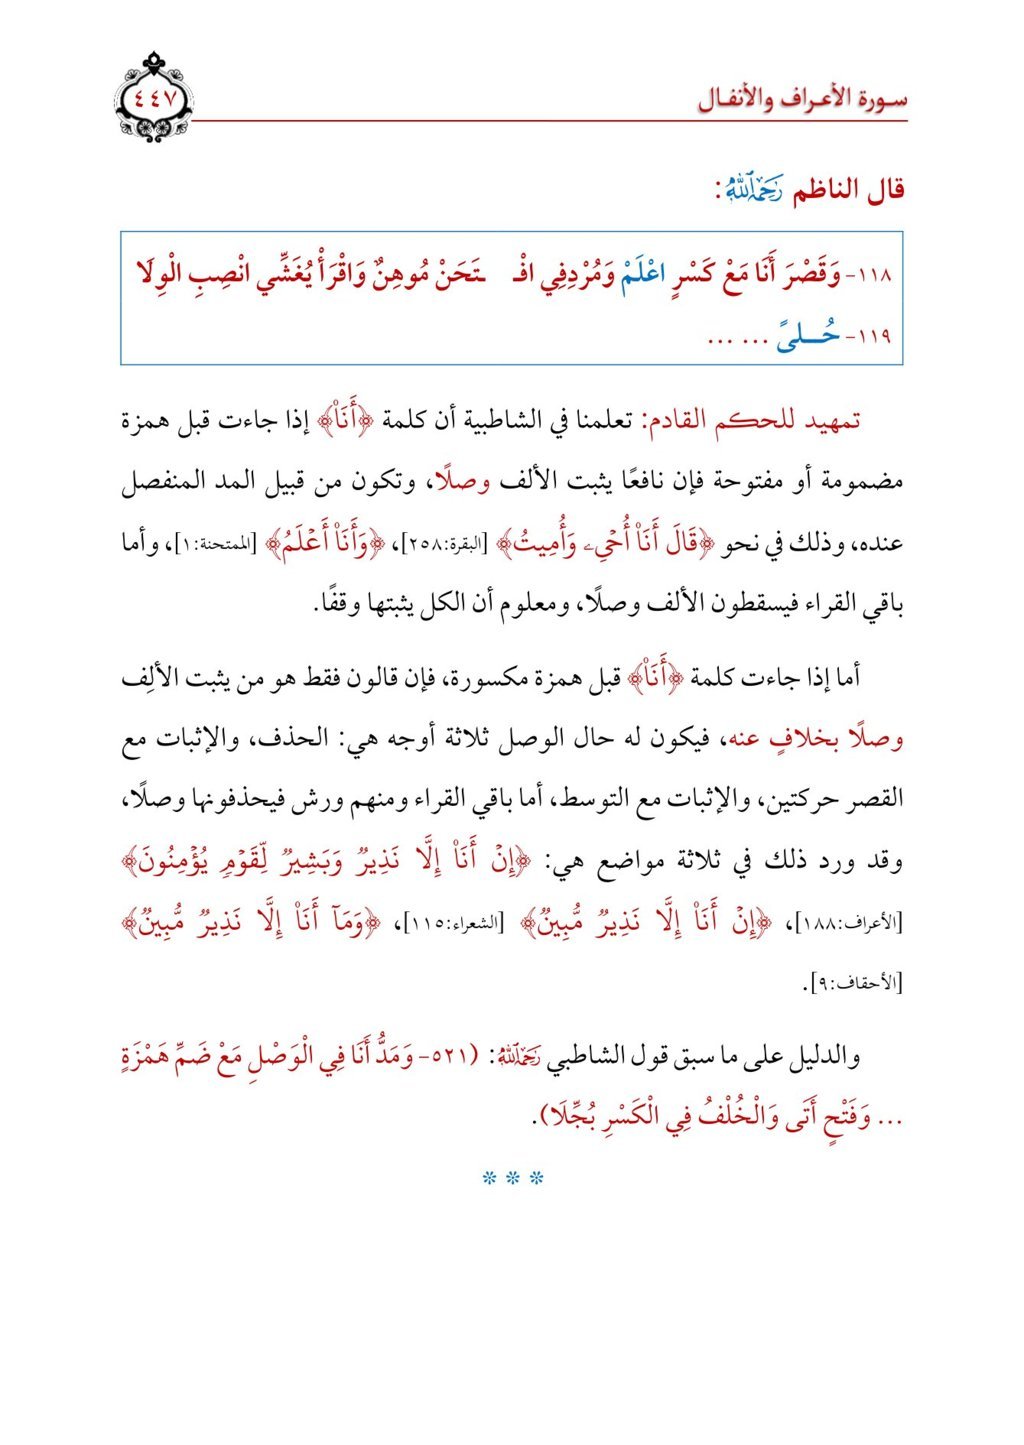 سورة الأعراف والأنفال
٤٤٧
قال الناظم رَحِمَهُ اللَّهُ:
١١٨- وَقَصْرَ أَنَا مَعْ كَسْرٍ اعْلَمْ وَمُرْدِفِي افْـ ـتَحَنْ مُوهِنٌ وَاقْرَأْ يُغَشِّي انْصِبِ الْوِلَا
١١٩- حُـــلىً ... ...
تمهيد للحكم القادم: تعلمنا في الشاطبية أن كلمة ﴿أَنَا۠﴾ إذا جاءت قبل همزة
مضمومة أو مفتوحة فإن نافعًا يثبت الألف وصلًا، وتكون من قبيل المد المنفصل
عنده، وذلك في نحو ﴿قَالَ أَنَا۠ أُحْيِۦ وَأُمِيتُ﴾ [البقرة:٢٥٨]، ﴿وَأَنَا۠ أَعْلَمُ﴾ [الممتحنة:١]، وأما
باقي القراء فيسقطون الألف وصلًا، ومعلوم أن الكل يثبتها وقفًا.
أما إذا جاءت كلمة ﴿أَنَا۠﴾ قبل همزة مكسورة، فإن قالون فقط هو من يثبت الألِف
وصلًا بخلافٍ عنه، فيكون له حال الوصل ثلاثة أوجه هي: الحذف، والإثبات مع
القصر حركتين، والإثبات مع التوسط، أما باقي القراء ومنهم ورش فيحذفونها وصلًا،
وقد ورد ذلك في ثلاثة مواضع هي: ﴿إِنْ أَنَا۠ إِلَّا نَذِيرٌ وَبَشِيرٌ لِّقَوْمٍ يُؤْمِنُونَ﴾
[الأعراف:١٨٨]، ﴿إِنْ أَنَا۠ إِلَّا نَذِيرٌ مُّبِينٌ﴾ [الشعراء:١١٥]، ﴿وَمَآ أَنَا۠ إِلَّا نَذِيرٌ مُّبِينٌ﴾
[الأحقاف:٩].
والدليل على ما سبق قول الشاطبي رَحِمَهُ اللَّهُ: (٥٢١- وَمَدُّ أَنَا فِي الْوَصْلِ مَعْ ضَمِّ هَمْزَةٍ
... وَفَتْحٍ أَتَى وَالْخُلْفُ فِي الْكَسْرِ بُجِّلَا).
* * *